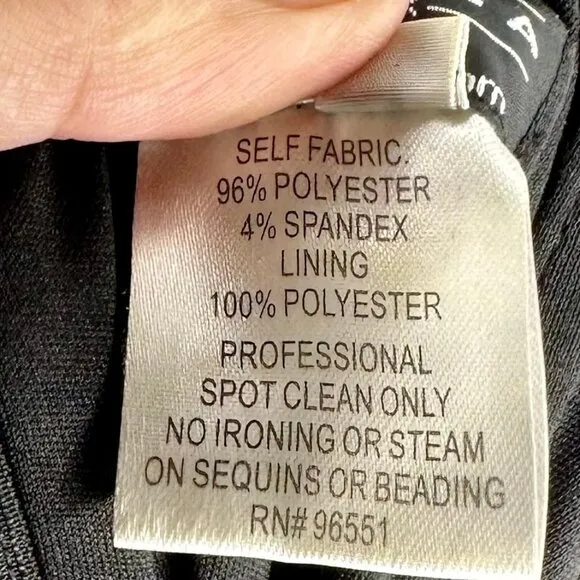 SELF FABRIC.
96% POLYESTER
4% SPANDEX
LINING
100% POLYESTER
PROFESSIONAL
SPOT CLEAN ONLY
NO IRONING OR STEAM
ON SEQUINS OR BEADING
RN# 96551